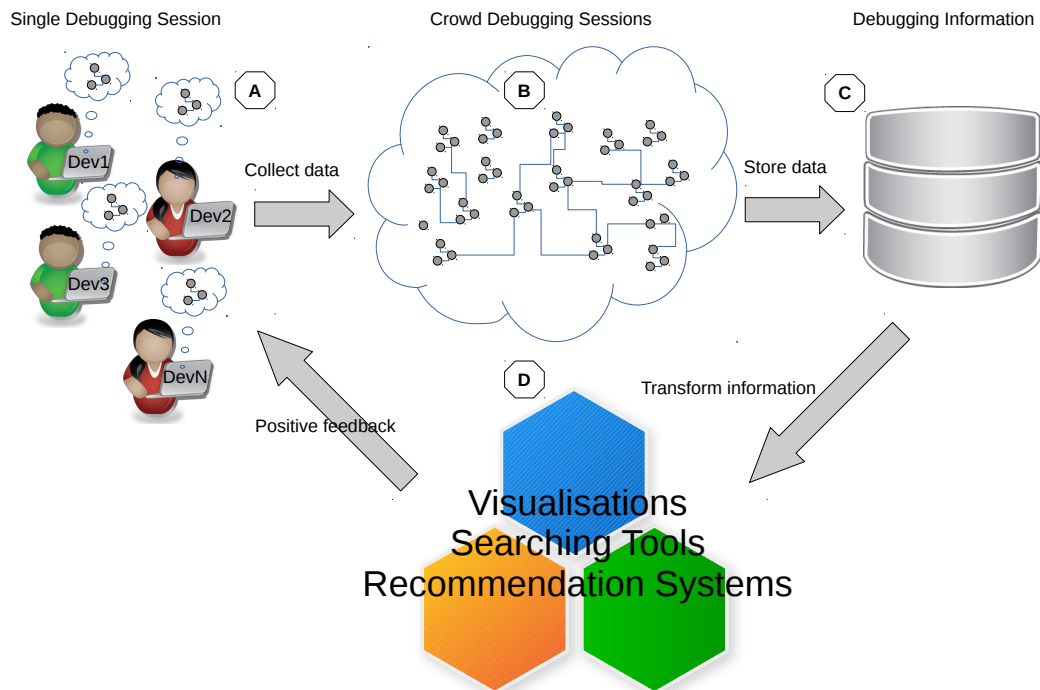 Single Debugging Session
Crowd Debugging Sessions
Debugging Information
A
B
C
Dev1
Collect data
Store data
Dev2
Dev3
DevN
D
Transform information
Positive feedback
Visualisations
Searching Tools
Recommendation Systems